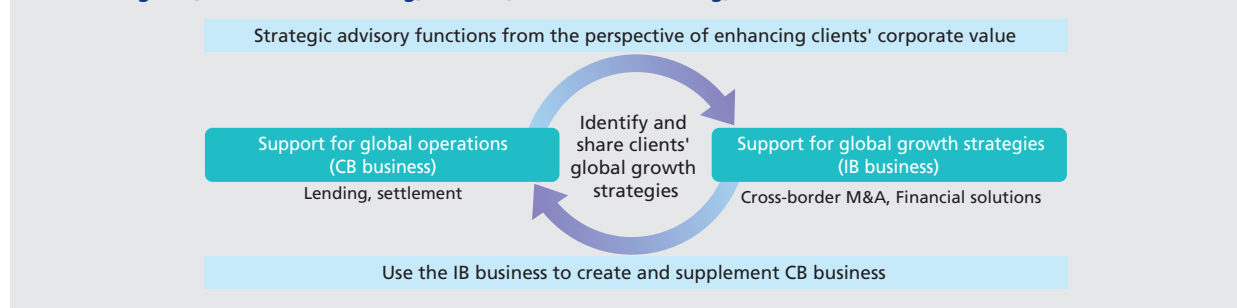 Strategic advisory functions from the perspective of enhancing clients' corporate value
Identify and
share clients'
global growth
strategies
Support for global operations
(CB business)
Lending, settlement
Support for global growth strategies
(IB business)
Cross-border M&A, Financial solutions
Use the IB business to create and supplement CB business